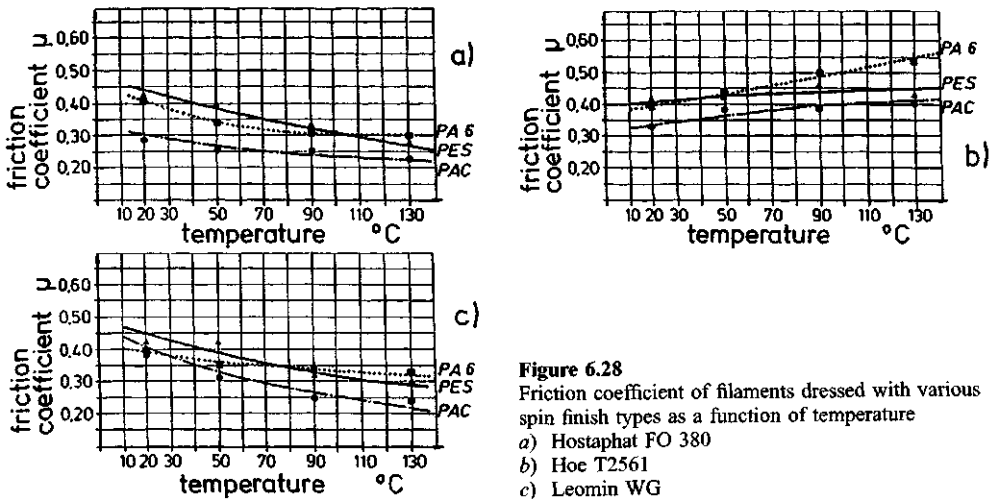 a)
friction
coefficient μ
0,60
0,50
0,40
0,30
0,20
PA 6
PES
PAC
10 20 30 50 70 90 110 130
temperature °C
b)
friction
coefficient μ
0,60
0,50
0,40
0,30
0,20
PA 6
PES
PAC
10 20 30 50 70 90 110 130
temperature °C
c)
friction
coefficient μ
0,60
0,50
0,40
0,30
0,20
PA 6
PES
PAC
10 20 30 50 70 90 110 130
temperature °C
Figure 6.28
Friction coefficient of filaments dressed with various
spin finish types as a function of temperature
a) Hostaphat FO 380
b) Hoe T2561
c) Leomin WG